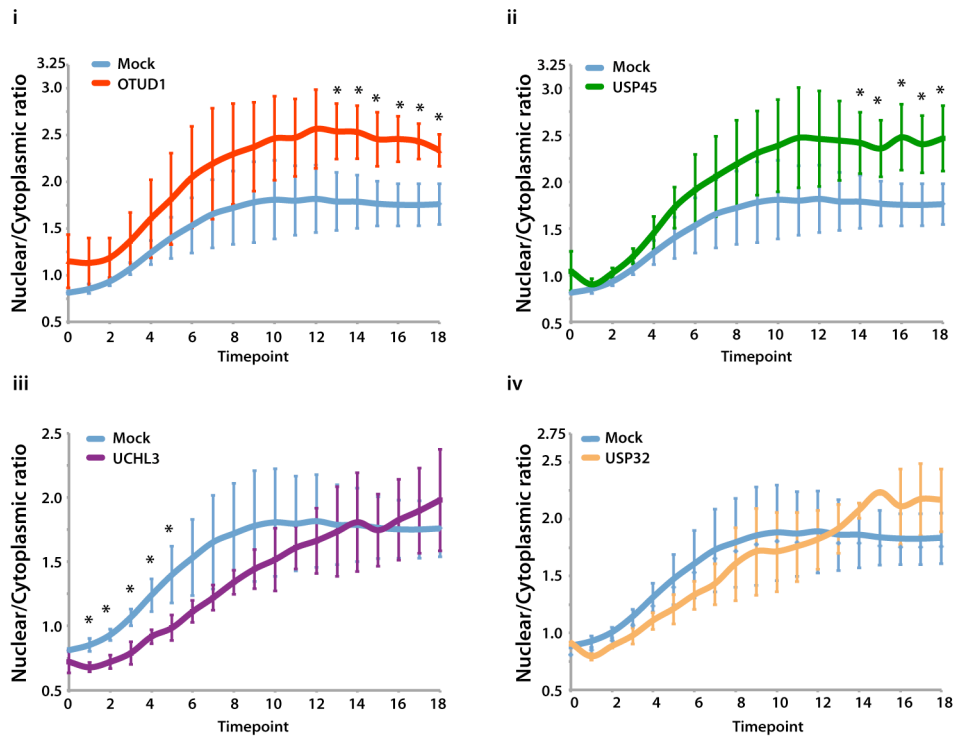 i
Mock
OTUD1
Nuclear/Cytoplasmic ratio
3.25
3.0
2.5
2.0
1.5
1.0
0.5
* * * * * *
0 2 4 6 8 10 12 14 16 18
Timepoint
ii
Mock
USP45
Nuclear/Cytoplasmic ratio
3.25
3.0
2.5
2.0
1.5
1.0
0.5
* * * * *
0 2 4 6 8 10 12 14 16 18
Timepoint
iii
Mock
UCHL3
Nuclear/Cytoplasmic ratio
2.5
2.0
1.5
1.0
0.5
* * * * *
0 2 4 6 8 10 12 14 16 18
Timepoint
iv
Mock
USP32
Nuclear/Cytoplasmic ratio
2.75
2.5
2.0
1.5
1.0
0.5
0 2 4 6 8 10 12 14 16 18
Timepoint